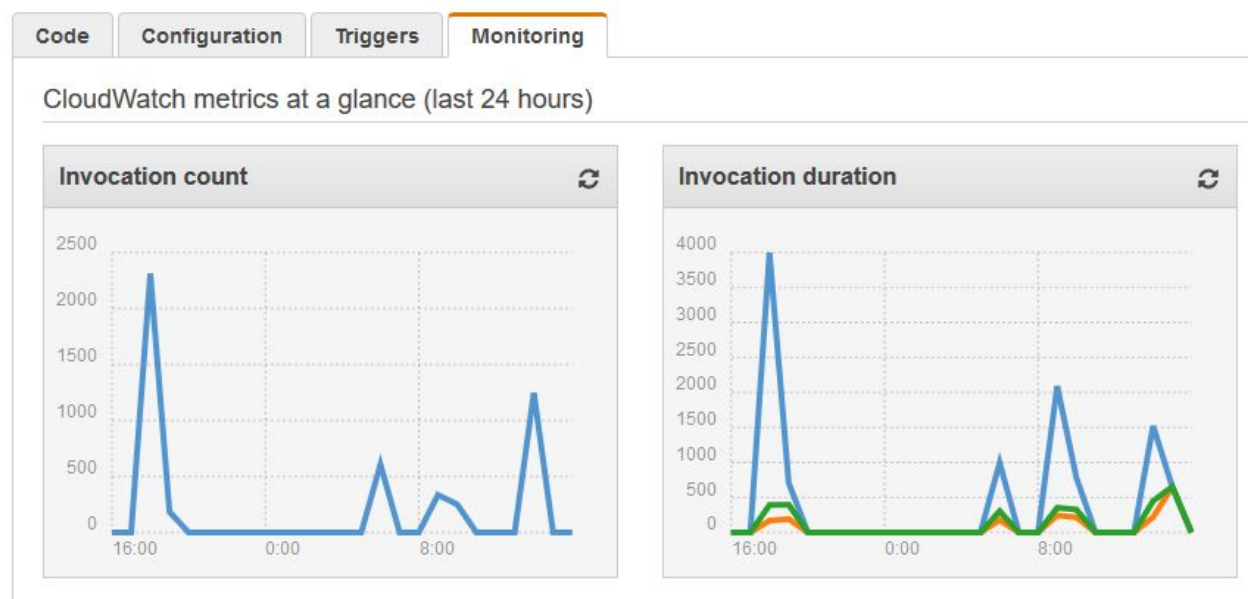 Code Configuration Triggers Monitoring
CloudWatch metrics at a glance (last 24 hours)
Invocation count
2500
2000
1500
1000
500
0
16:00 0:00 8:00
Invocation duration
4000
3500
3000
2500
2000
1500
1000
500
0
16:00 0:00 8:00